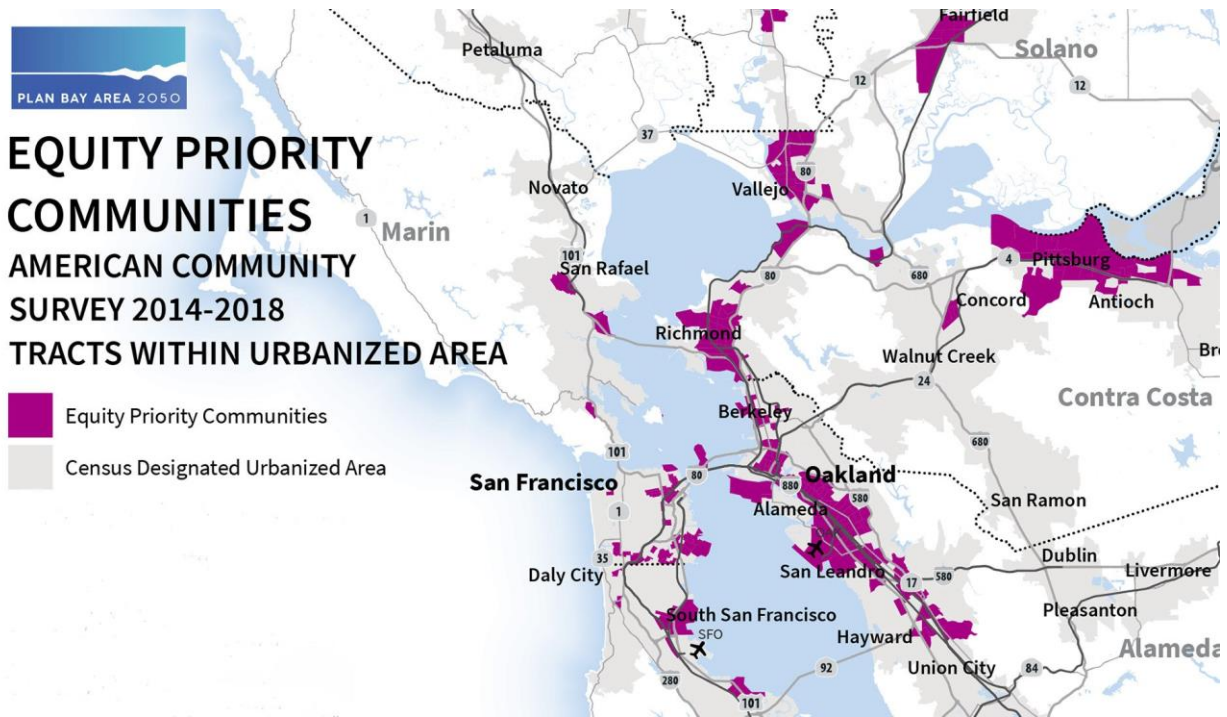 PLAN BAY AREA 2050
EQUITY PRIORITY
COMMUNITIES
AMERICAN COMMUNITY
SURVEY 2014-2018
TRACTS WITHIN URBANIZED AREA
Equity Priority Communities
Census Designated Urbanized Area
Fairfield
Petaluma
Solano
12
12
37
80
Novato
Vallejo
1
Marin
101
San Rafael
80
680
4
Pittsburg
Concord
Antioch
Richmond
Walnut Creek
24
Contra Costa
Berkeley
680
101
San Francisco
80
Oakland
880
580
1
Alameda
San Ramon
35
Daly City
San Leandro
Dublin
17
580
Livermore
South San Francisco
SFO
Pleasanton
Hayward
Alameda
Union City
92
84
280
101